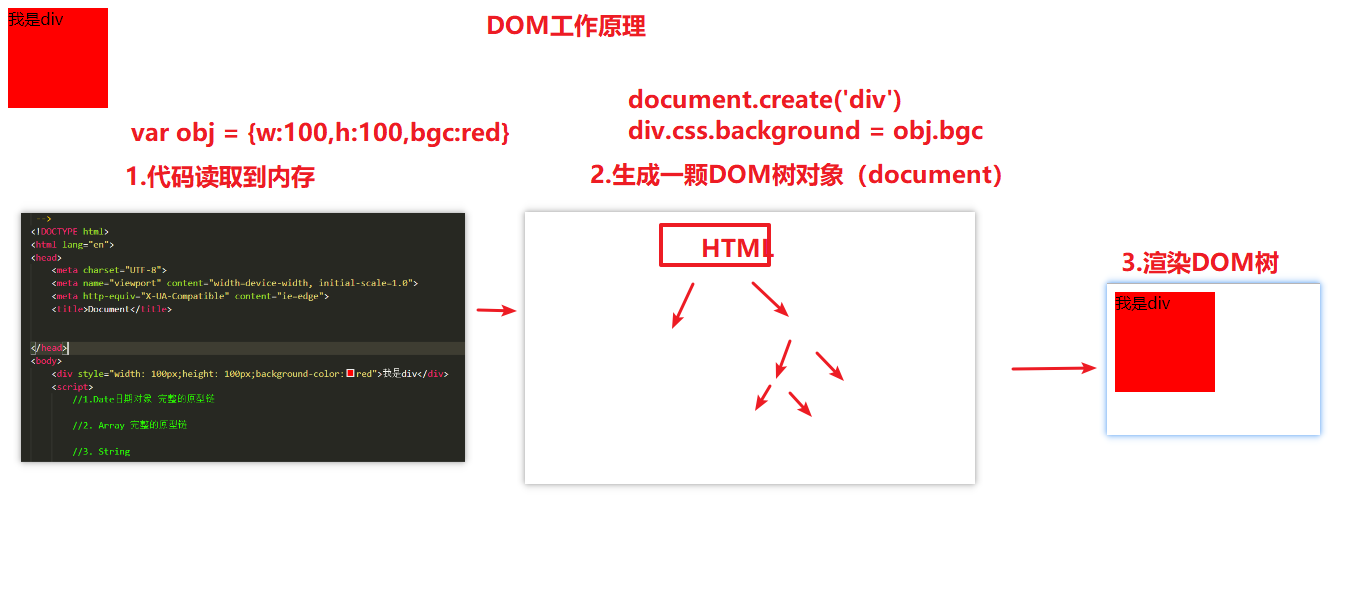 我是div
DOM工作原理
document.create('div')
div.css.background = obj.bgc
var obj = {w:100,h:100,bgc:red}
1.代码读取到内存
2.生成一颗DOM树对象（document）
-->
<!DOCTYPE html>
<html lang="en">
<head>
<meta charset="UTF-8">
<meta name="viewport" content="width=device-width, initial-scale=1.0">
<meta http-equiv="X-UA-Compatible" content="ie=edge">
<title>Document</title>
</head>
<body>
<div style="width: 100px;height: 100px;background-color:red">我是div</div>
<script>
//1.Date日期对象 完整的原型链
//2. Array 完整的原型链
//3. String
HTML
3.渲染DOM树
我是div